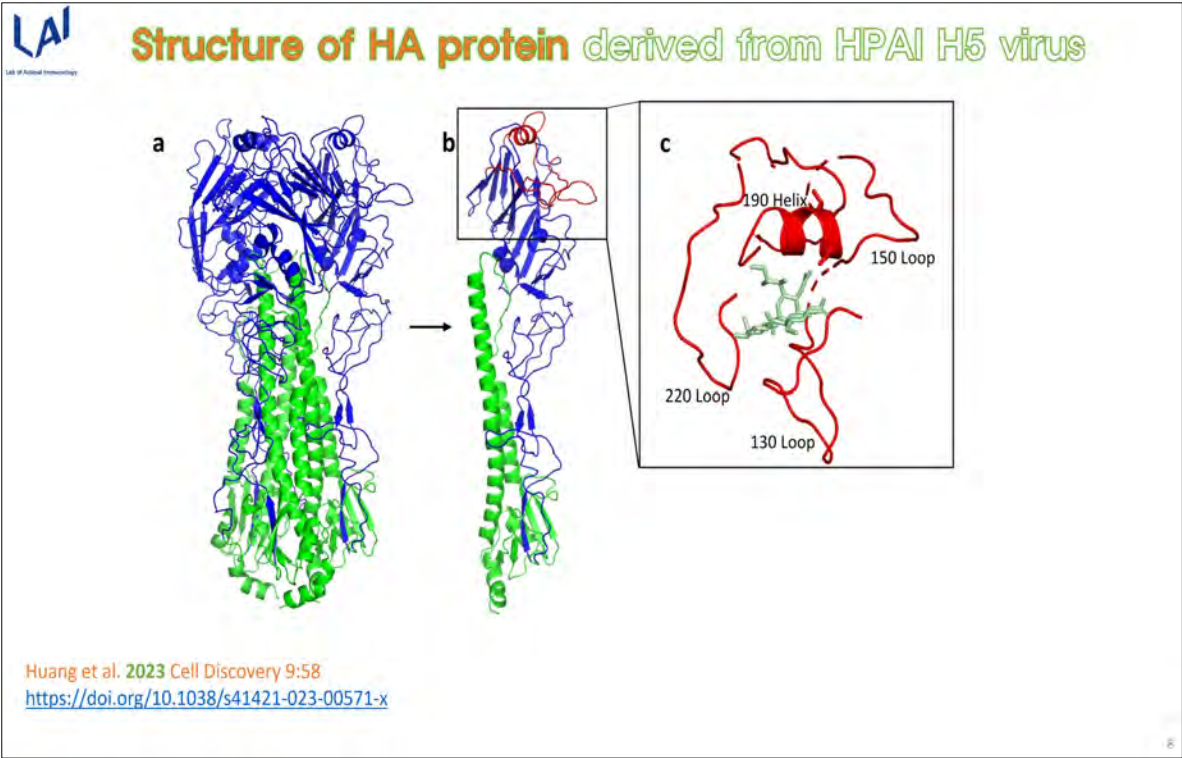 LAI
Lab of Animal Immunology
Structure of HA protein derived from HPAI H5 virus
a
b
c
190 Helix
150 Loop
220 Loop
130 Loop
Huang et al. 2023 Cell Discovery 9:58
https://doi.org/10.1038/s41421-023-00571-x